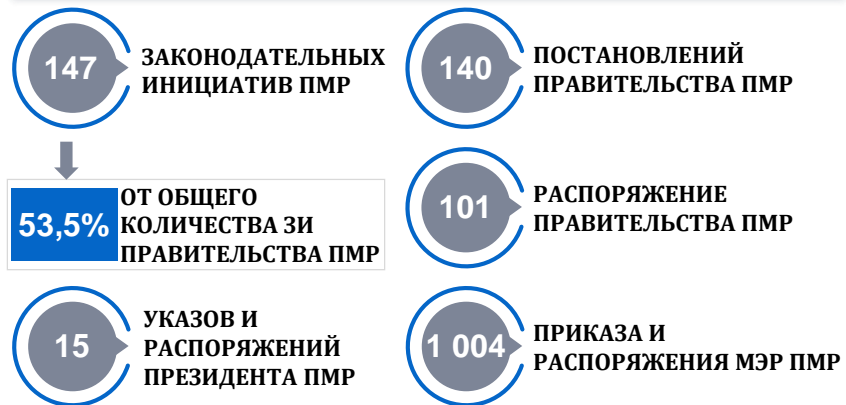 147
ЗАКОНОДАТЕЛЬНЫХ
ИНИЦИАТИВ ПМР
140
ПОСТАНОВЛЕНИЙ
ПРАВИТЕЛЬСТВА ПМР
53,5%
ОТ ОБЩЕГО
КОЛИЧЕСТВА ЗИ
ПРАВИТЕЛЬСТВА ПМР
101
РАСПОРЯЖЕНИЕ
ПРАВИТЕЛЬСТВА ПМР
15
УКАЗОВ И
РАСПОРЯЖЕНИЙ
ПРЕЗИДЕНТА ПМР
1 004
ПРИКАЗА И
РАСПОРЯЖЕНИЯ МЭР ПМР